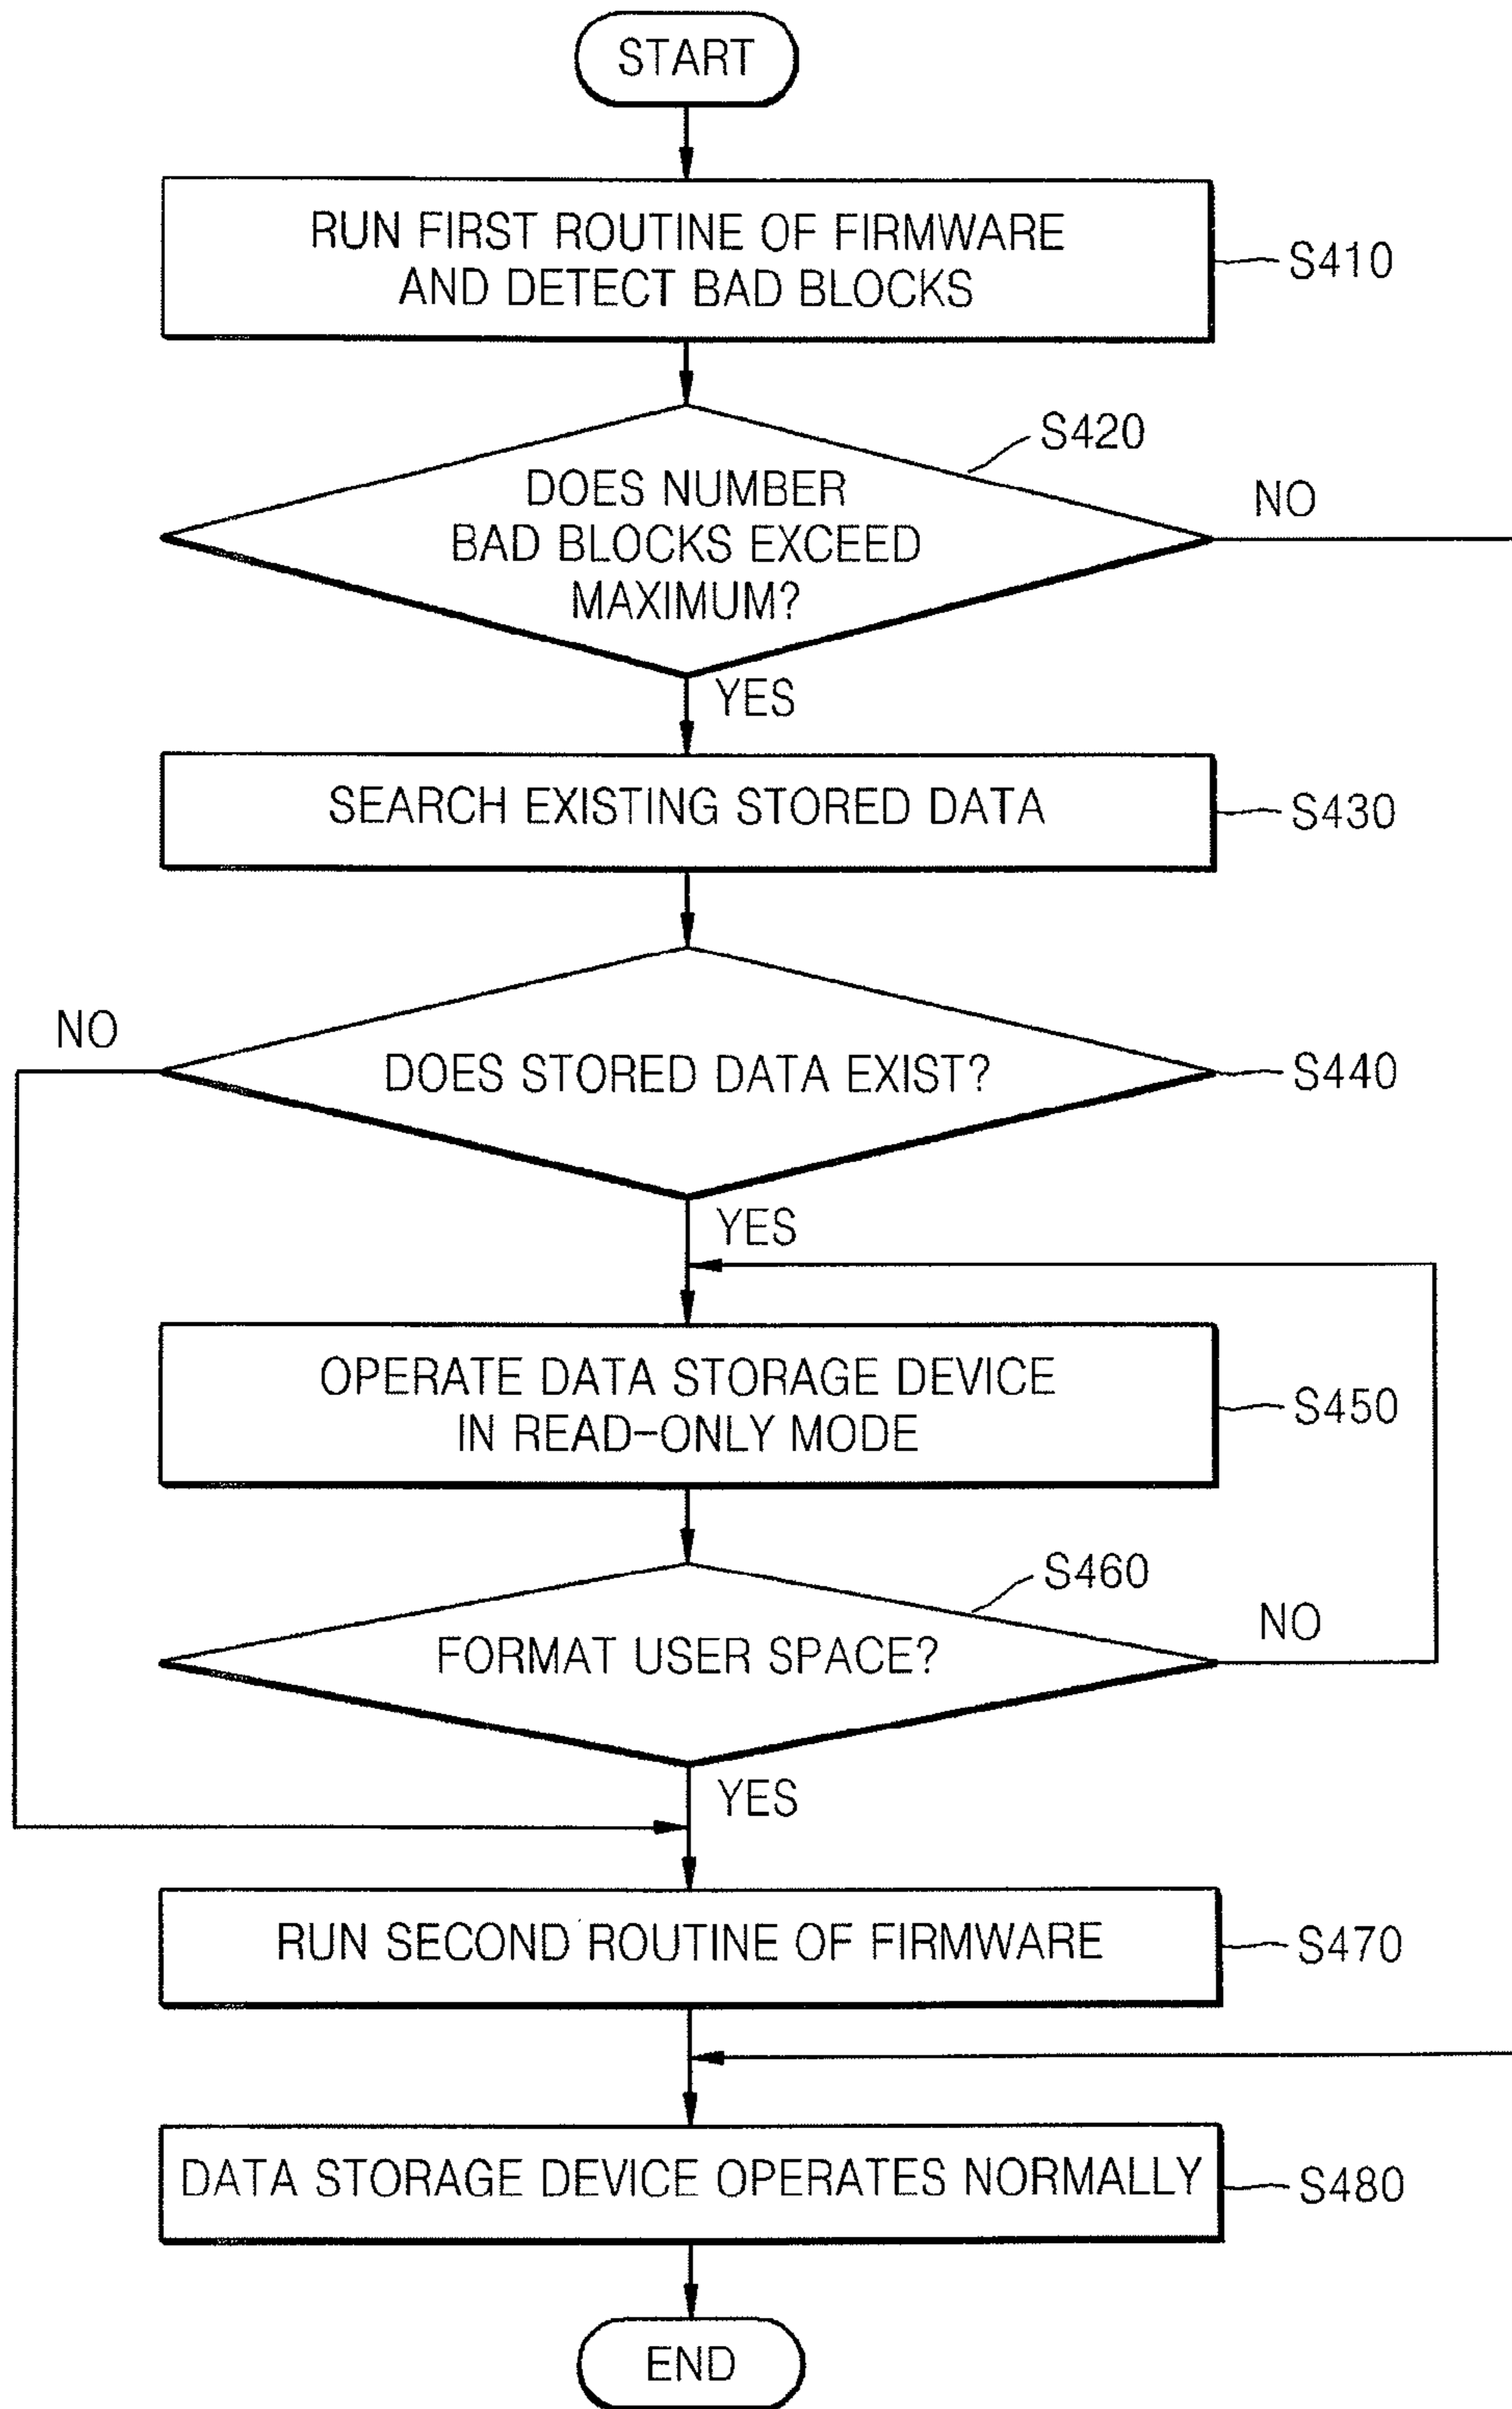 START
RUN FIRST ROUTINE OF FIRMWARE
AND DETECT BAD BLOCKS
S410
S420
DOES NUMBER
BAD BLOCKS EXCEED
MAXIMUM?
NO
YES
SEARCH EXISTING STORED DATA
S430
NO
DOES STORED DATA EXIST?
S440
YES
OPERATE DATA STORAGE DEVICE
IN READ-ONLY MODE
S450
S460
FORMAT USER SPACE?
NO
YES
RUN SECOND ROUTINE OF FIRMWARE
S470
DATA STORAGE DEVICE OPERATES NORMALLY
S480
END